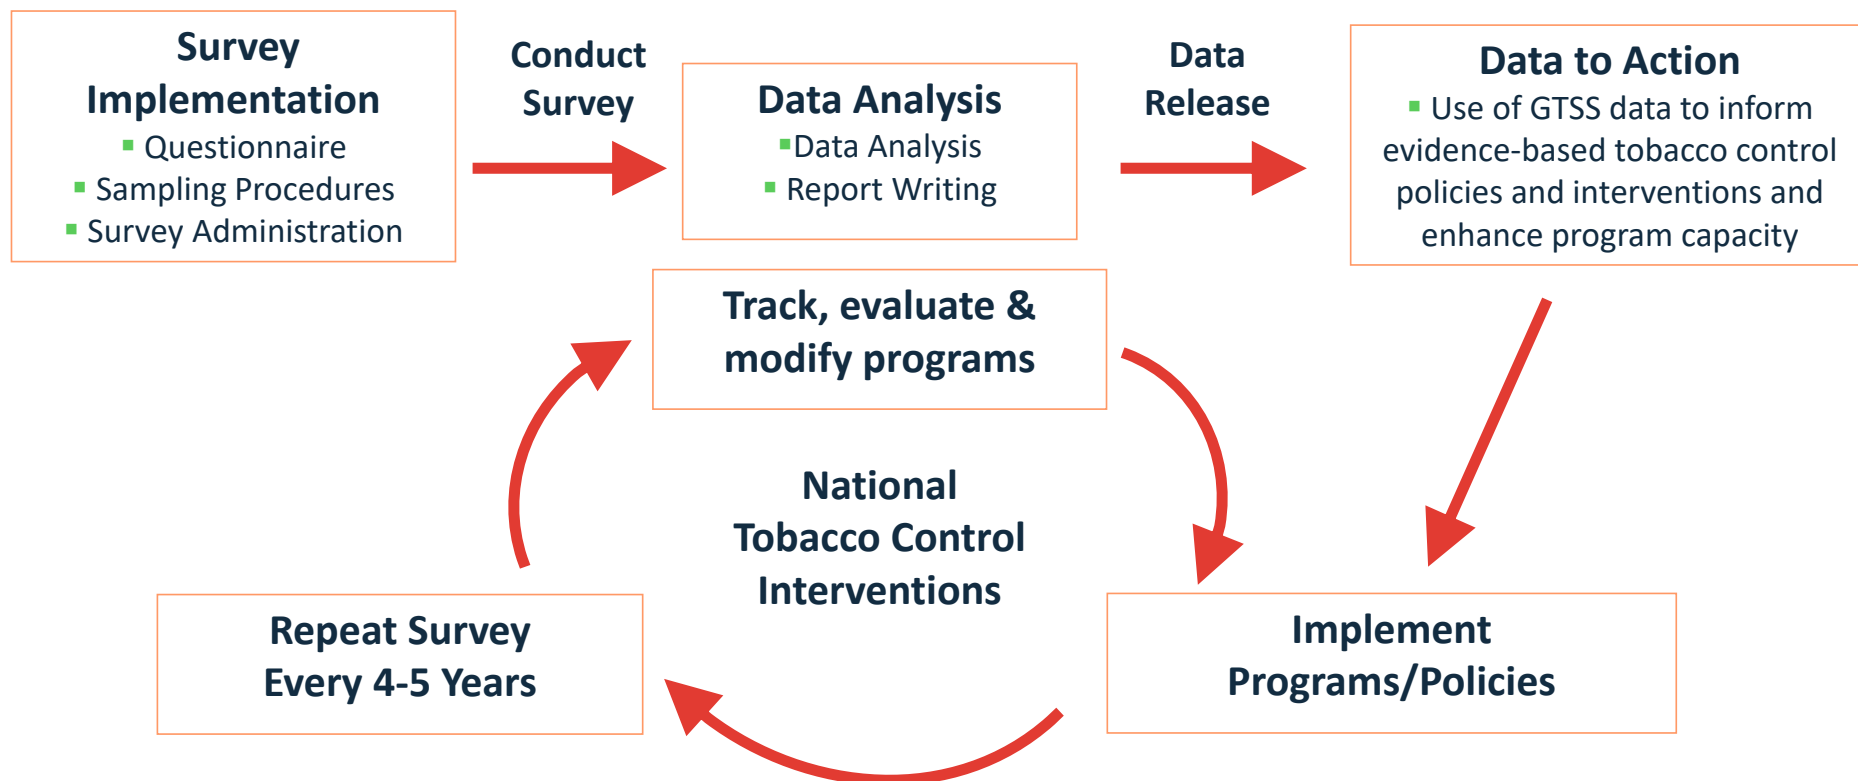 Survey
Implementation
▪ Questionnaire
▪ Sampling Procedures
▪ Survey Administration
Conduct
Survey
Data Analysis
▪Data Analysis
▪ Report Writing
Data
Release
Data to Action
▪ Use of GTSS data to inform
evidence-based tobacco control
policies and interventions and
enhance program capacity
Track, evaluate &
modify programs
National
Tobacco Control
Interventions
Repeat Survey
Every 4-5 Years
Implement
Programs/Policies